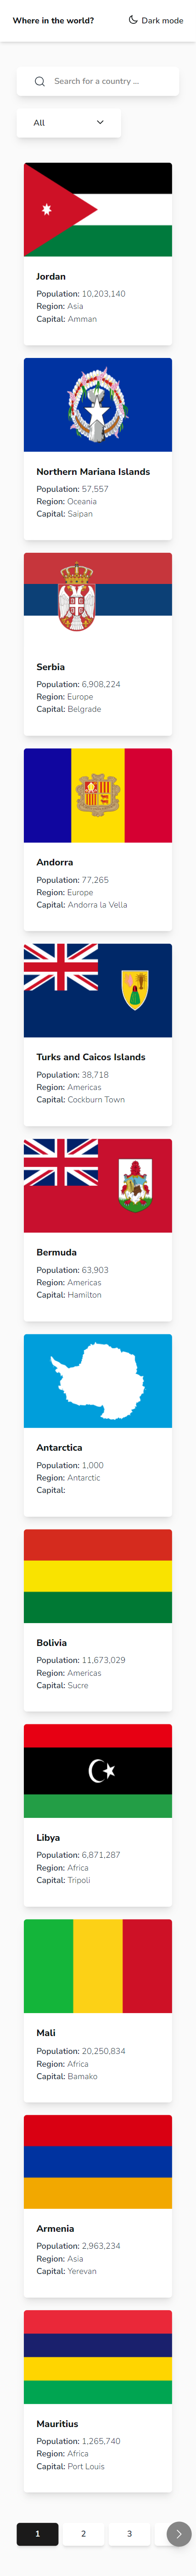 Where in the world?
Dark mode
Search for a country ...
All
Jordan
Population: 10,203,140
Region: Asia
Capital: Amman
Northern Mariana Islands
Population: 57,557
Region: Oceania
Capital: Saipan
Serbia
Population: 6,908,224
Region: Europe
Capital: Belgrade
Andorra
Population: 77,265
Region: Europe
Capital: Andorra la Vella
Turks and Caicos Islands
Population: 38,718
Region: Americas
Capital: Cockburn Town
Bermuda
Population: 63,903
Region: Americas
Capital: Hamilton
Antarctica
Population: 1,000
Region: Antarctic
Capital:
Bolivia
Population: 11,673,029
Region: Americas
Capital: Sucre
Libya
Population: 6,871,287
Region: Africa
Capital: Tripoli
Mali
Population: 20,250,834
Region: Africa
Capital: Bamako
Armenia
Population: 2,963,234
Region: Asia
Capital: Yerevan
Mauritius
Population: 1,265,740
Region: Africa
Capital: Port Louis
1 2 3